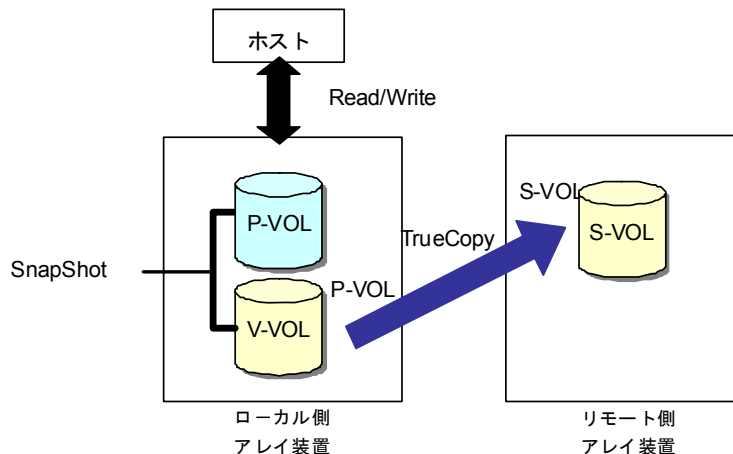 ホスト
Read/Write
P-VOL
S-VOL
S-VOL
TrueCopy
SnapShot
P-VOL
V-VOL
ローカル側
アレイ装置
リモート側
アレイ装置